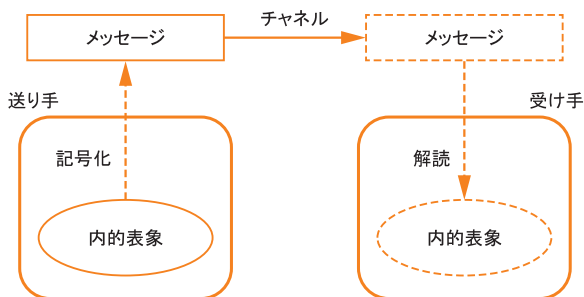 チャネル
メッセージ
メッセージ
送り手
受け手
記号化
解読
内的表象
内的表象